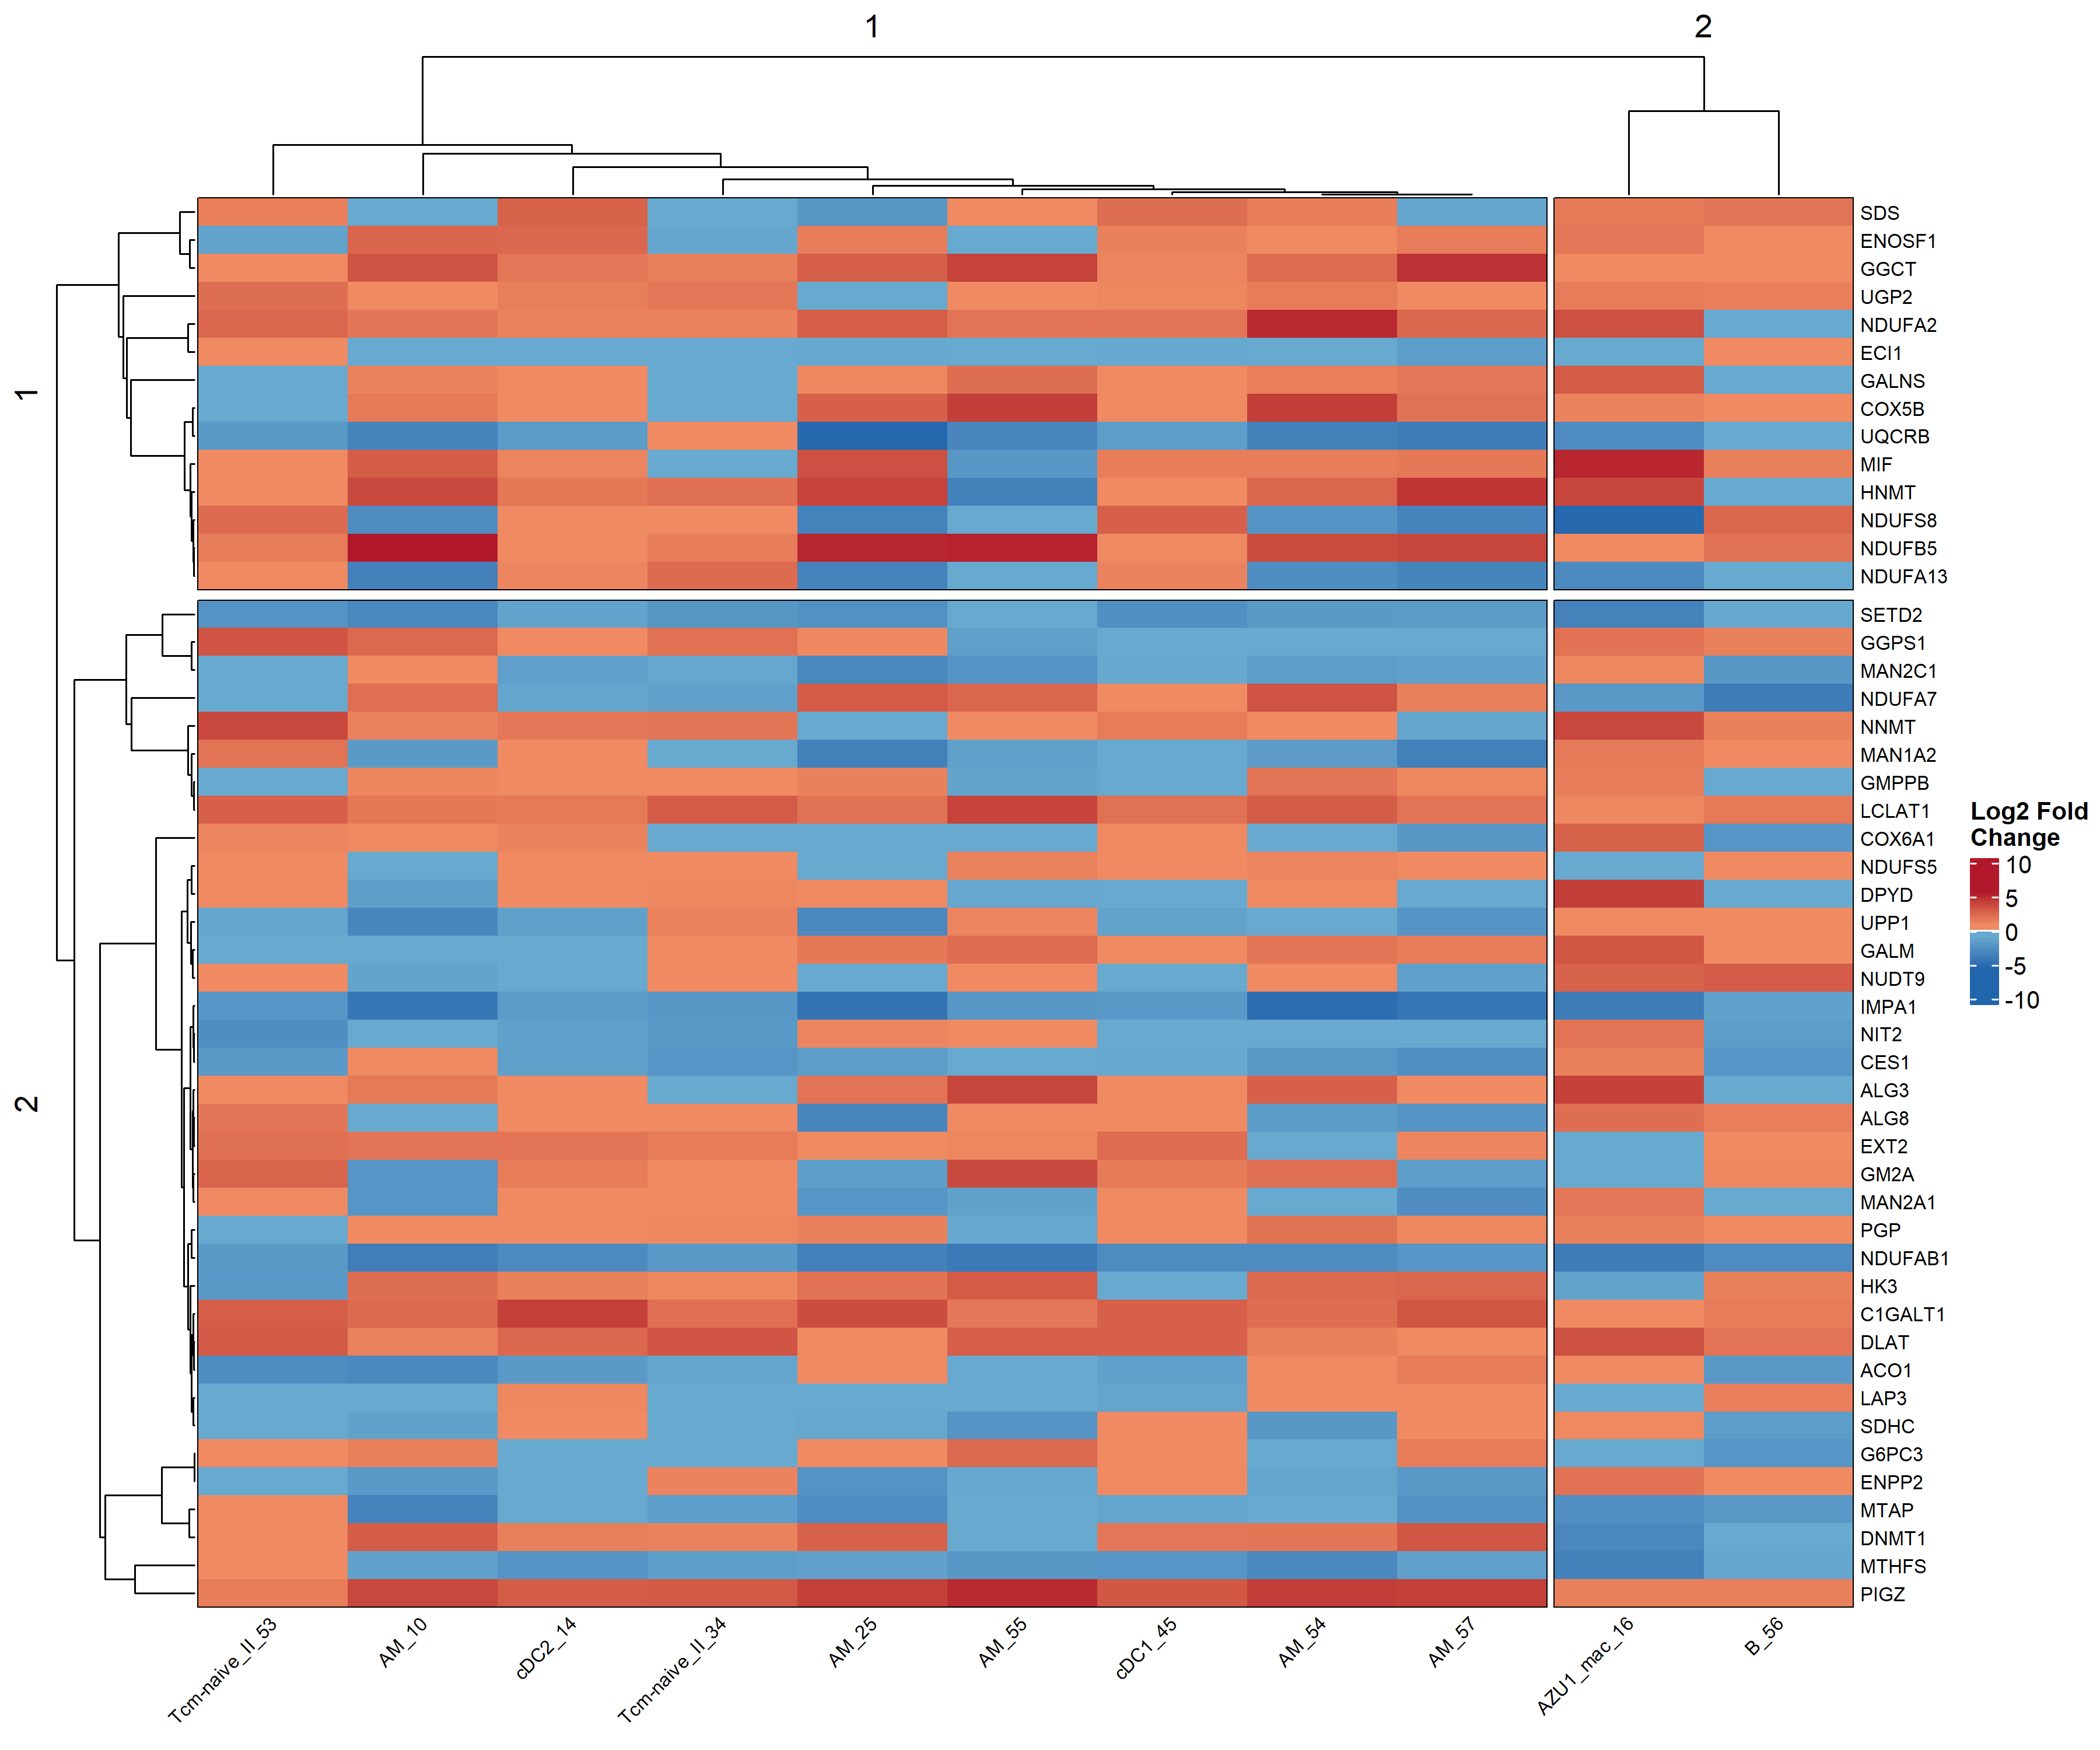 1
2
SDS
ENOSF1
GGCT
UGP2
NDUFA2
ECI1
GALNS
COX5B
UQCRB
MIF
HNMT
NDUFS8
NDUFB5
NDUFA13
1
SETD2
GGPS1
MAN2C1
NDUFA7
NNMT
MAN1A2
GMPPB
LCLAT1
COX6A1
NDUFS5
DPYD
UPP1
GALM
NUDT9
IMPA1
NIT2
CES1
ALG3
ALG8
EXT2
GM2A
MAN2A1
PGP
NDUFAB1
HK3
C1GALT1
DLAT
ACO1
LAP3
SDHC
G6PC3
ENPP2
MTAP
DNMT1
MTHFS
PIGZ
2
Log2 Fold
Change
10
5
0
-5
-10
Tcm-naive_II_53
AM_10
cDC2_14
Tcm-naive_II_34
AM_25
AM_55
cDC1_45
AM_54
AM_57
AZU1_mac_16
B_56